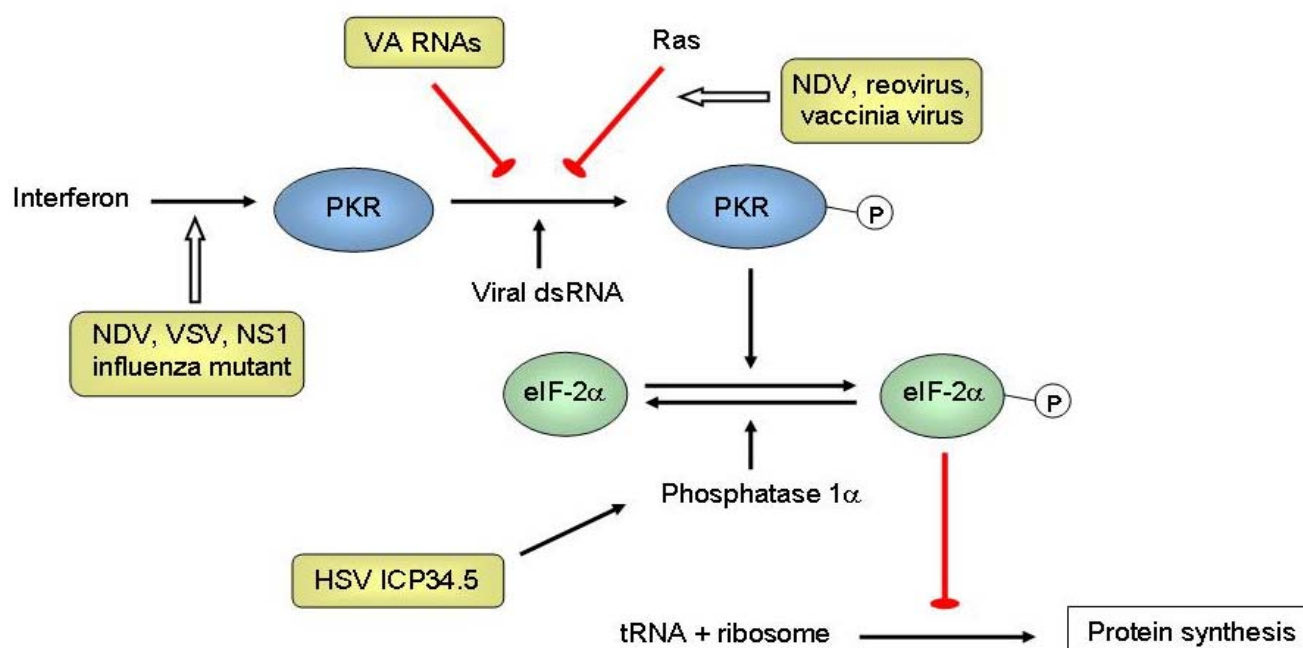 VA RNAs
Ras
NDV, reovirus,
vaccinia virus
Interferon
PKR
PKR
P
Viral dsRNA
NDV, VSV, NS1
influenza mutant
eIF-2α
eIF-2α
P
Phosphatase 1α
HSV ICP34.5
tRNA + ribosome
Protein synthesis